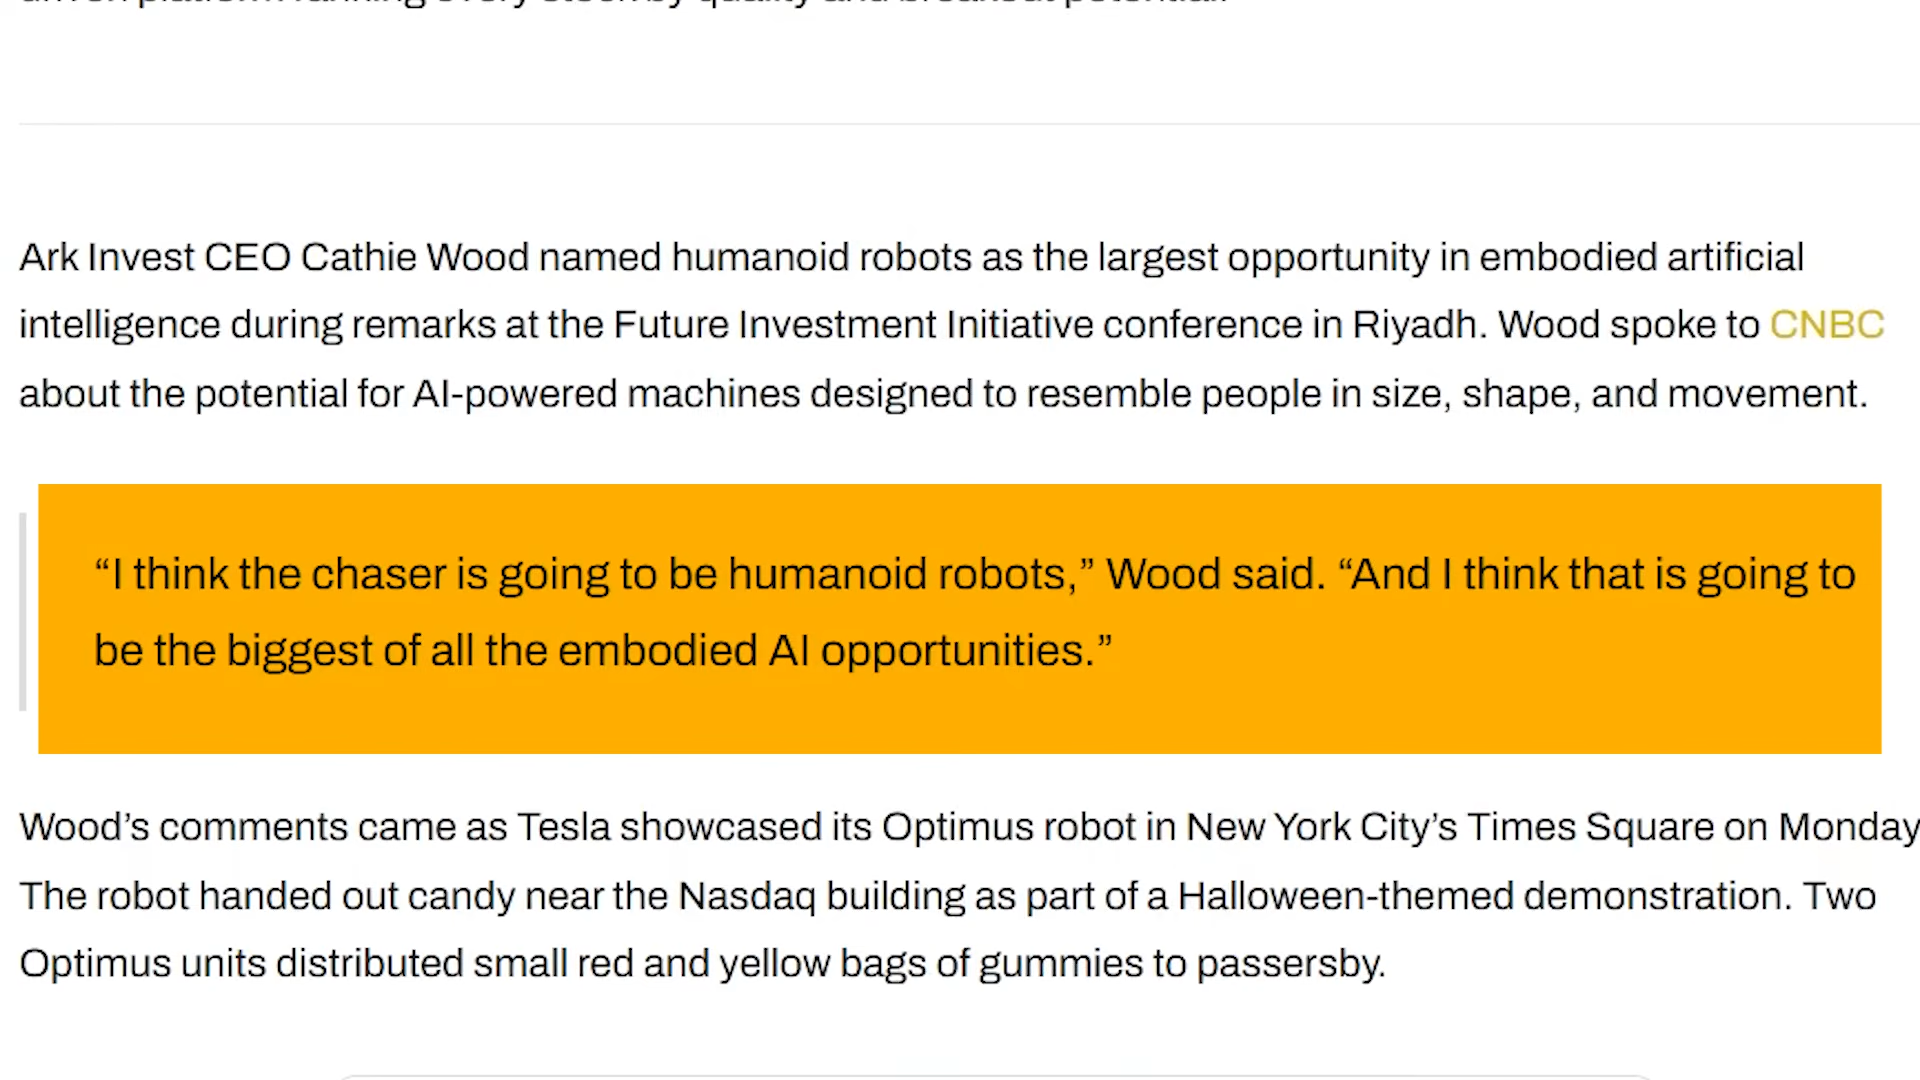 Ark Invest CEO Cathie Wood named humanoid robots as the largest opportunity in embodied artificial
intelligence during remarks at the Future Investment Initiative conference in Riyadh. Wood spoke to CNBC
about the potential for AI-powered machines designed to resemble people in size, shape, and movement.
“I think the chaser is going to be humanoid robots,” Wood said. “And I think that is going to
be the biggest of all the embodied AI opportunities.”
Wood’s comments came as Tesla showcased its Optimus robot in New York City’s Times Square on Monday
The robot handed out candy near the Nasdaq building as part of a Halloween-themed demonstration. Two
Optimus units distributed small red and yellow bags of gummies to passersby.